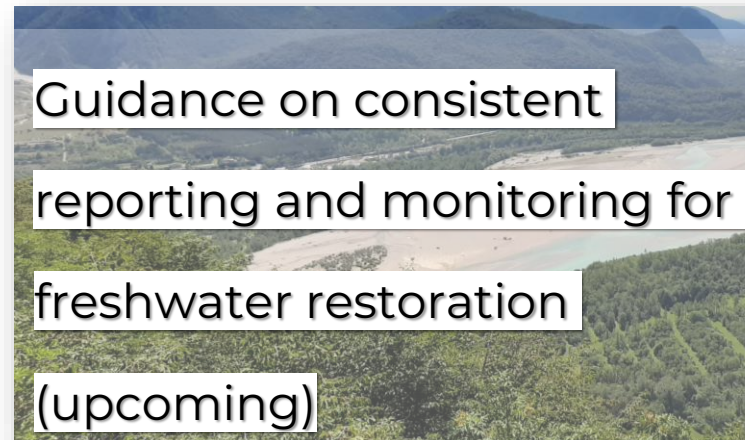 Guidance on consistent
reporting and monitoring for
freshwater restoration
(upcoming)